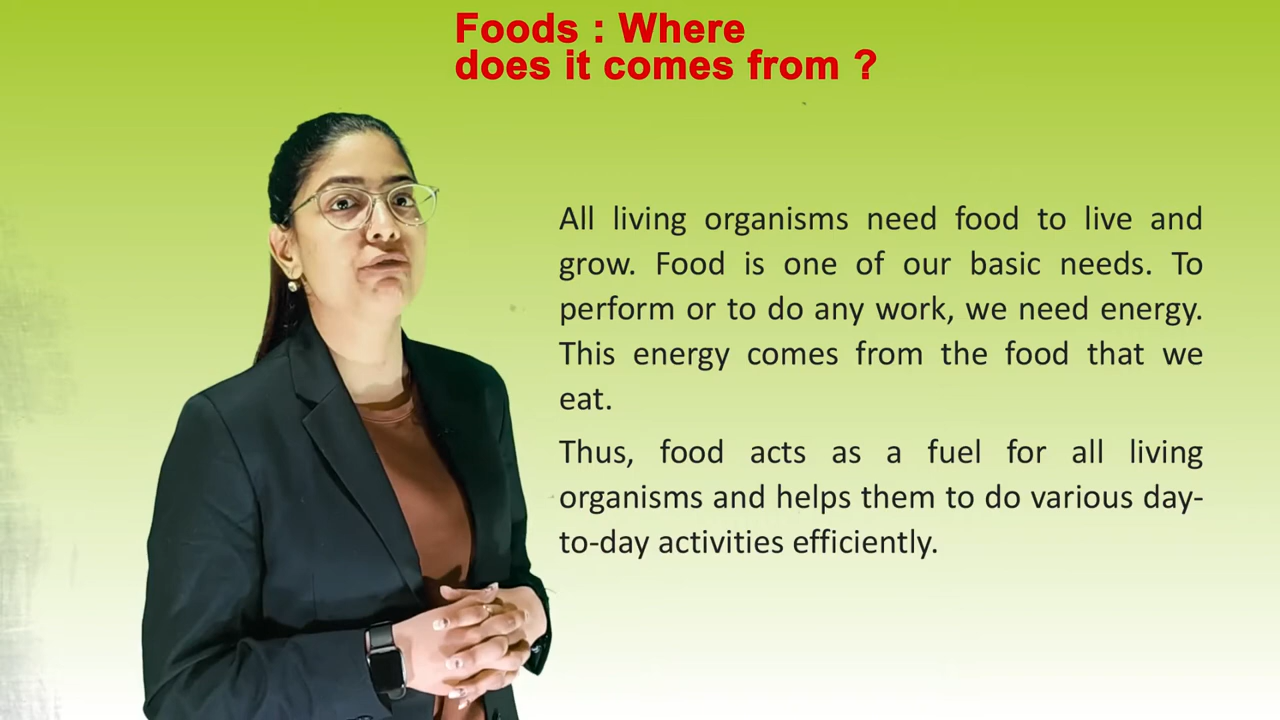 Foods : Where
does it comes from ?
All living organisms need food to live and
grow. Food is one of our basic needs. To
perform or to do any work, we need energy.
This energy comes from the food that we
eat.
Thus, food acts as a fuel for all living
organisms and helps them to do various day-
to-day activities efficiently.